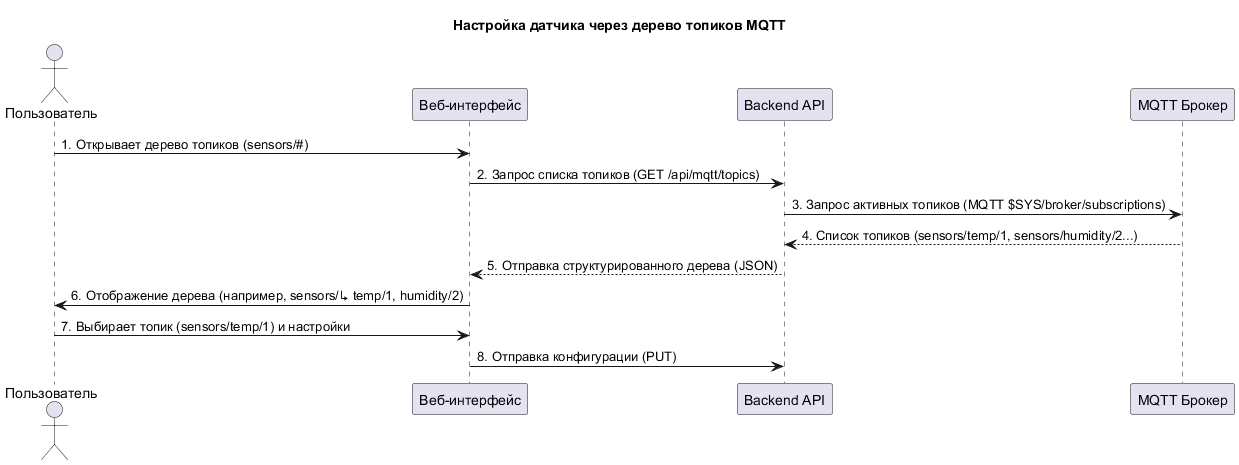 Настройка датчика через дерево топиков MQTT
Пользователь
Веб-интерфейс
Backend API
MQTT Брокер
1. Открывает дерево топиков (sensors/#)
2. Запрос списка топиков (GET /api/mqtt/topics)
3. Запрос активных топиков (MQTT $SYS/broker/subscriptions)
4. Список топиков (sensors/temp/1, sensors/humidity/2...)
5. Отправка структурированного дерева (JSON)
6. Отображение дерева (например, sensors/↳ temp/1, humidity/2)
7. Выбирает топик (sensors/temp/1) и настройки
8. Отправка конфигурации (PUT)
Пользователь
Веб-интерфейс
Backend API
MQTT Брокер